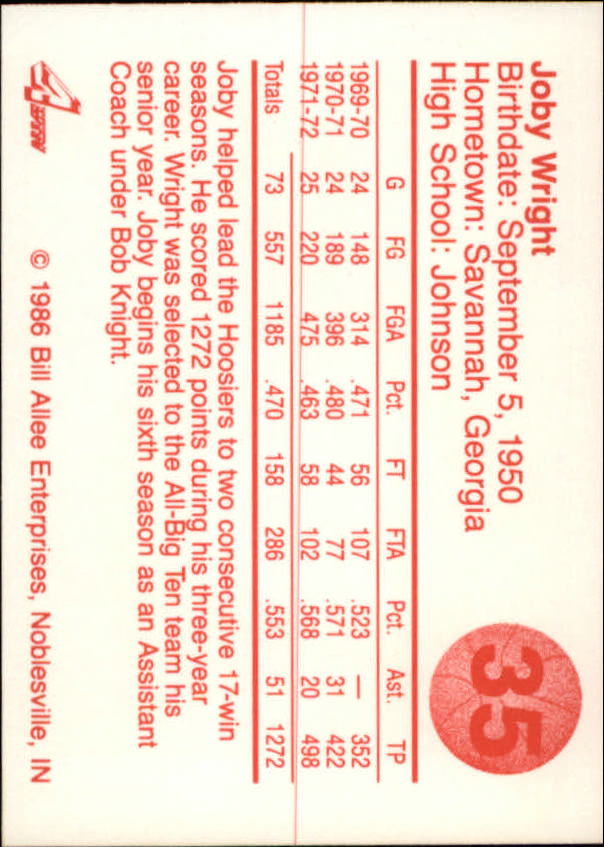 Joby Wright
Birthdate: September 5, 1950
Hometown: Savannah, Georgia
High School: Johnson
35
G FG FGA Pct. FT FTA Pct. Ast. TP
1969-70 24 148 314 .471 56 107 .523 — 352
1970-71 24 189 396 .480 44 77 .571 31 422
1971-72 25 220 475 .463 58 102 .568 20 498
Totals 73 557 1185 .470 158 286 .553 51 1272
Joby helped lead the Hoosiers to two consecutive 17-win
seasons. He scored 1272 points during his three-year
career. Wright was selected to the All-Big Ten team his
senior year. Joby begins his sixth season as an Assistant
Coach under Bob Knight.
© 1986 Bill Allee Enterprises, Noblesville, IN